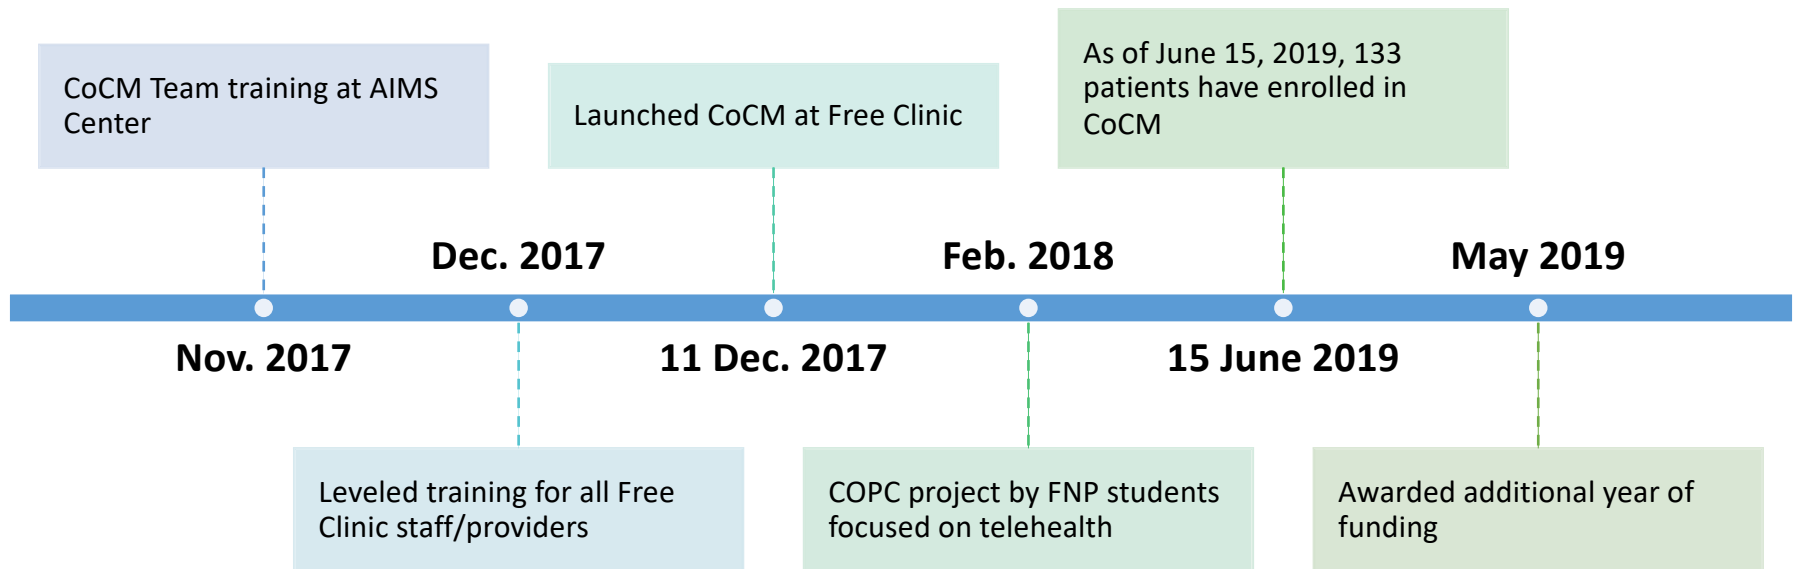 CoCM Team training at AIMS
Center
Launched CoCM at Free Clinic
As of June 15, 2019, 133
patients have enrolled in
CoCM
Dec. 2017
Feb. 2018
May 2019
Nov. 2017
11 Dec. 2017
15 June 2019
Leveled training for all Free
Clinic staff/providers
COPC project by FNP students
focused on telehealth
Awarded additional year of
funding